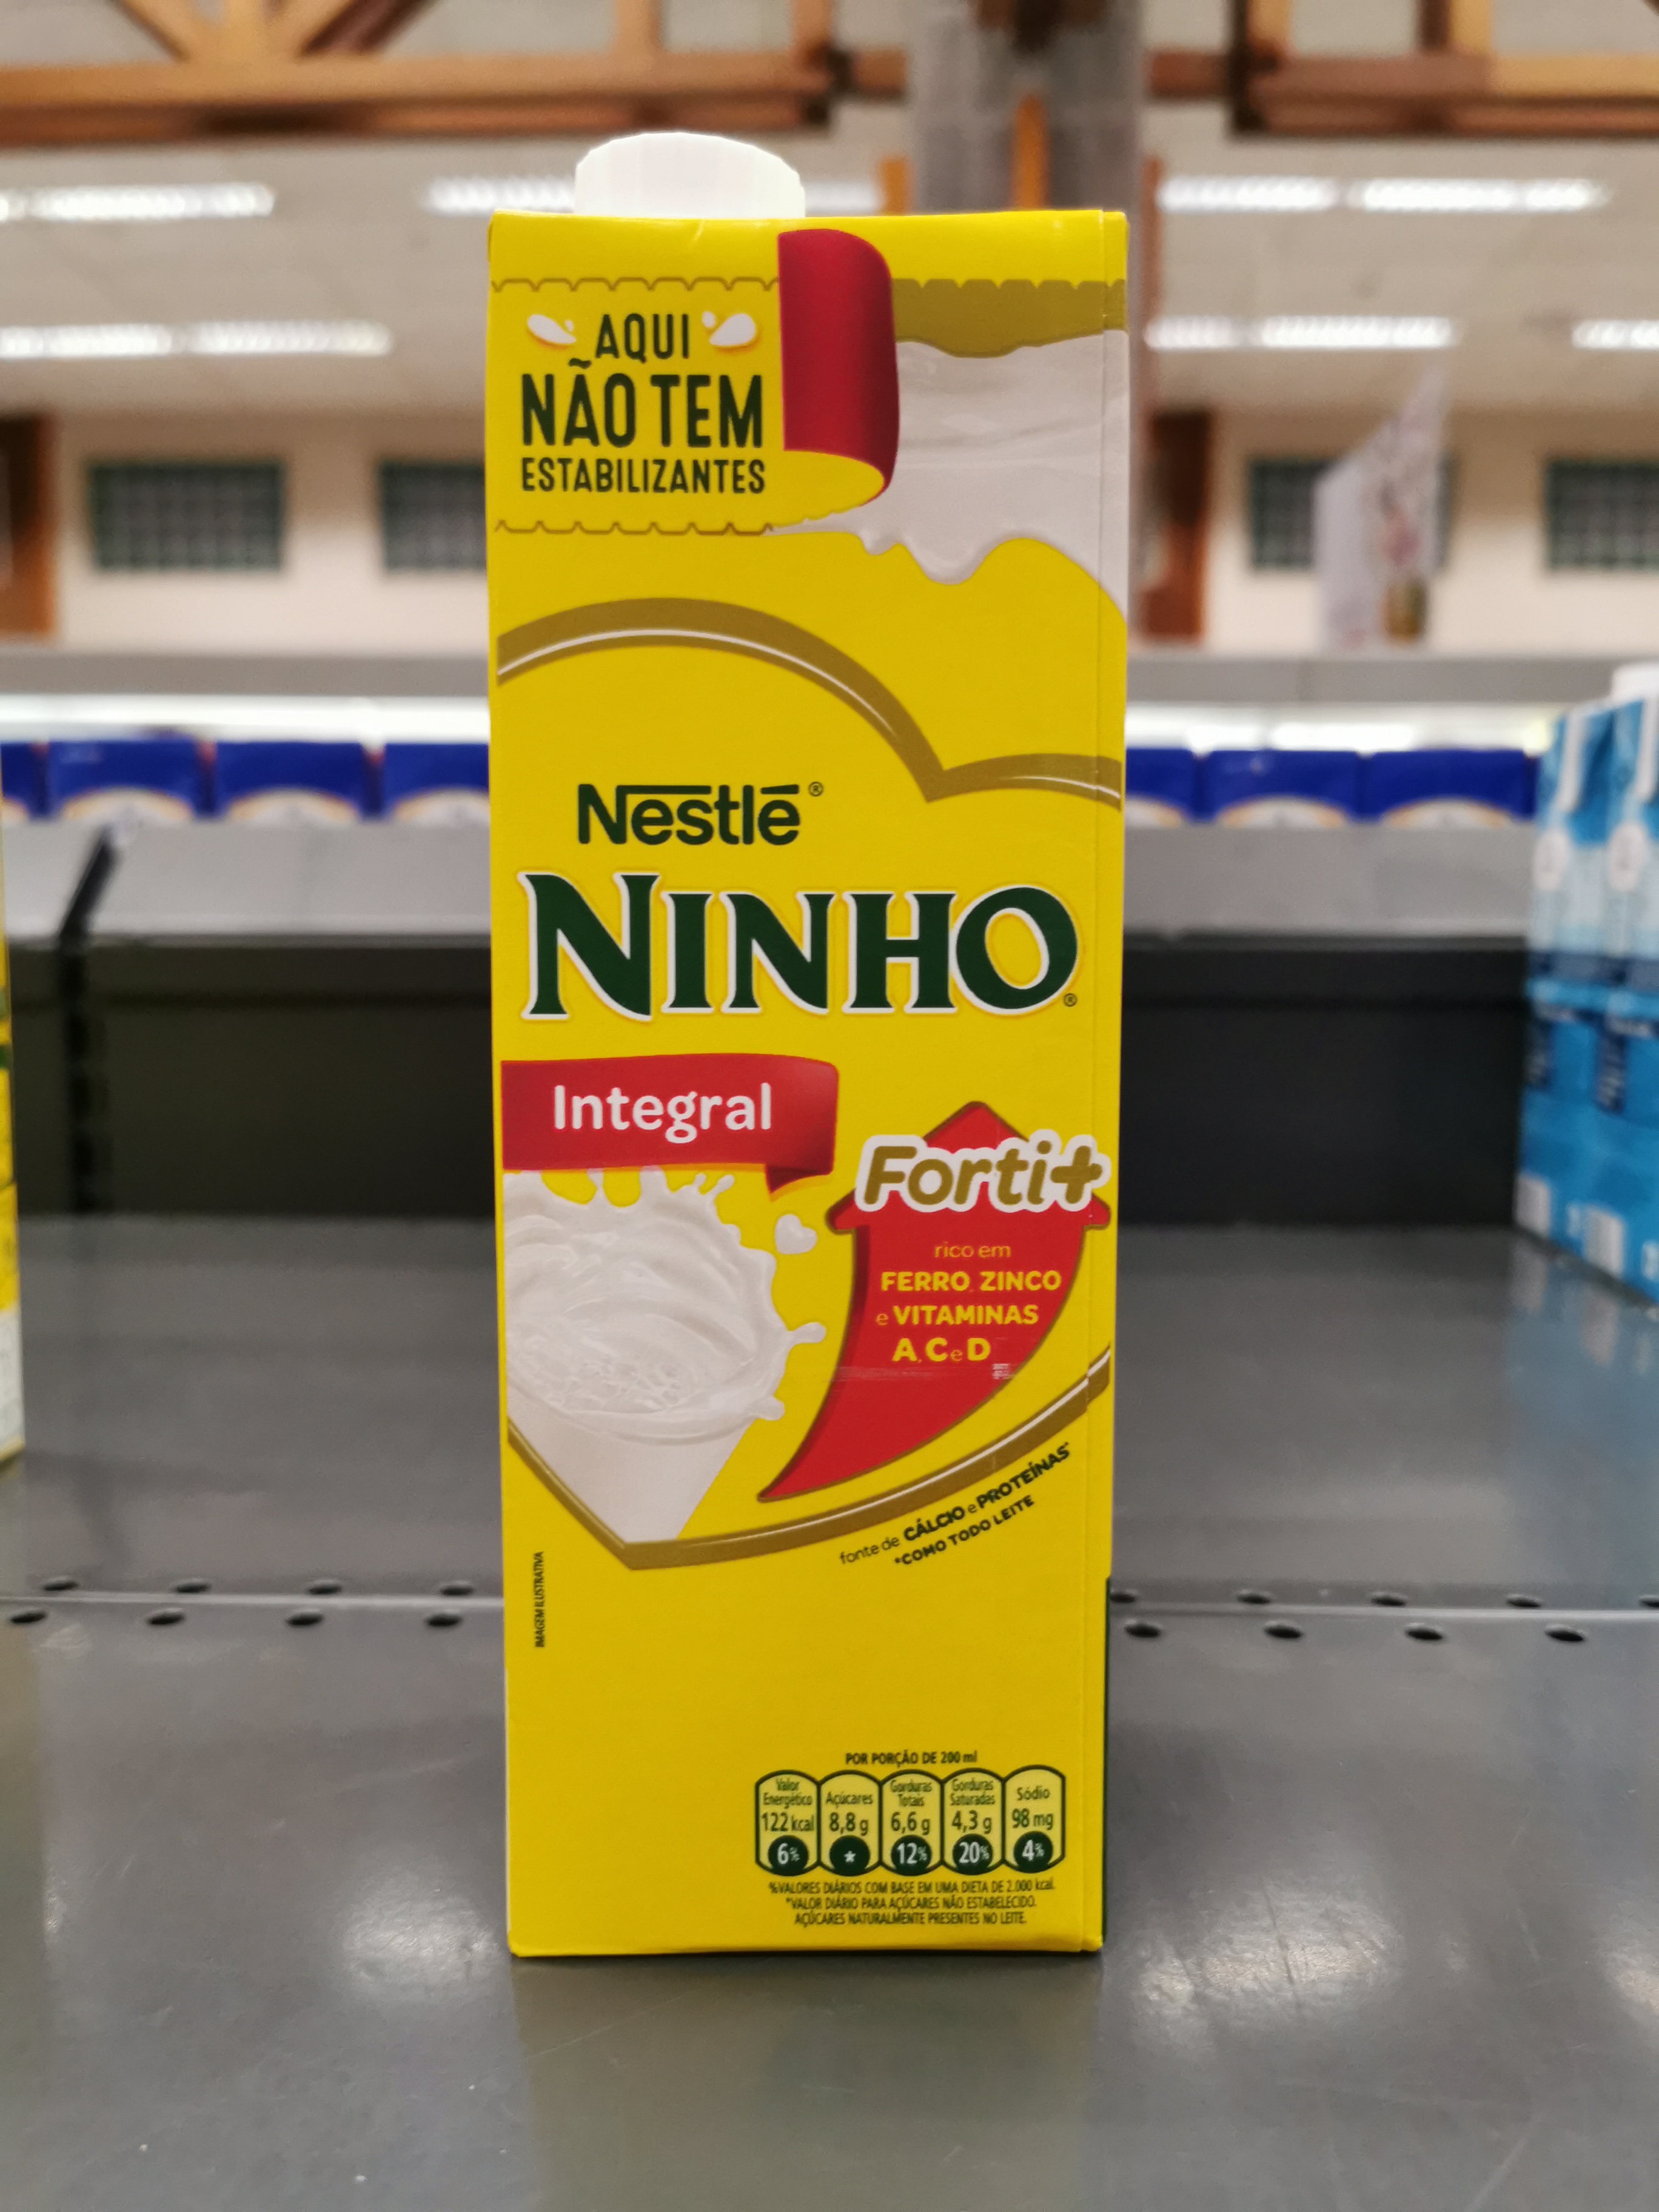 AQUI
NÃO TEM
ESTABILIZANTES
Nestlé®
NINHO®
Integral
Forti+
rico em
FERRO, ZINCO
e VITAMINAS
A, C e D
fonte de CÁLCIO e PROTEÍNAS*
*COMO TODO LEITE
IMAGEM ILUSTRATIVA
POR PORÇÃO DE 200 ml
Valor Energético 122 kcal 6%
Açúcares 8,8 g *
Gorduras Totais 6,6 g 12%
Gorduras Saturadas 4,3 g 20%
Sódio 98 mg 4%
%VALORES DIÁRIOS COM BASE EM UMA DIETA DE 2.000 kcal.
*VALOR DIÁRIO PARA AÇÚCARES NÃO ESTABELECIDO.
AÇÚCARES NATURALMENTE PRESENTES NO LEITE.